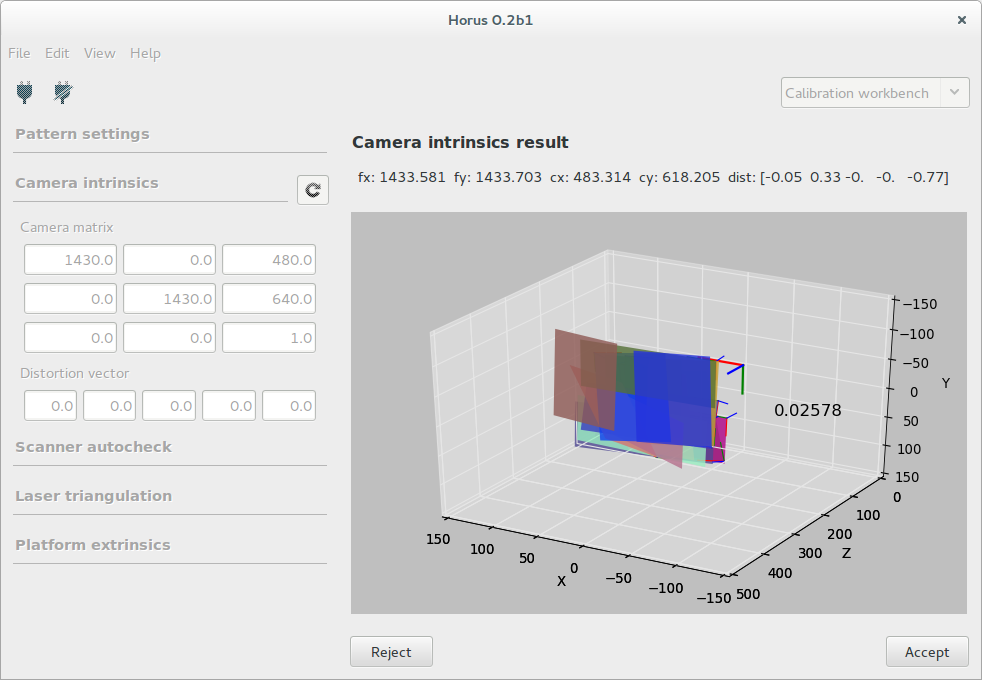 Horus 0.2b1
File Edit View Help
Calibration workbench
Pattern settings
Camera intrinsics
Camera matrix
1430.0 0.0 480.0
0.0 1430.0 640.0
0.0 0.0 1.0
Distortion vector
0.0 0.0 0.0 0.0 0.0
Scanner autocheck
Laser triangulation
Platform extrinsics
Camera intrinsics result
fx: 1433.581 fy: 1433.703 cx: 483.314 cy: 618.205 dist: [-0.05 0.33 -0. -0. -0.77]
−150
−100
−50
0
Y
50
100
150
0.02578
0
100
200
300
Z
400
500
150
100
50
0
X
−50
−100
−150
Reject
Accept